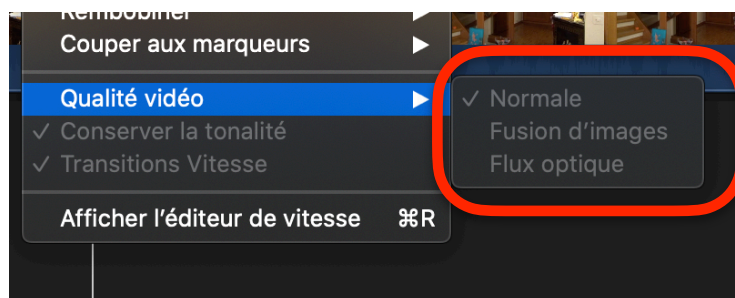 Rembobiner
Couper aux marqueurs
Qualité vidéo
✓ Conserver la tonalité
✓ Transitions Vitesse
Afficher l’éditeur de vitesse ⌘R
✓ Normale
Fusion d’images
Flux optique